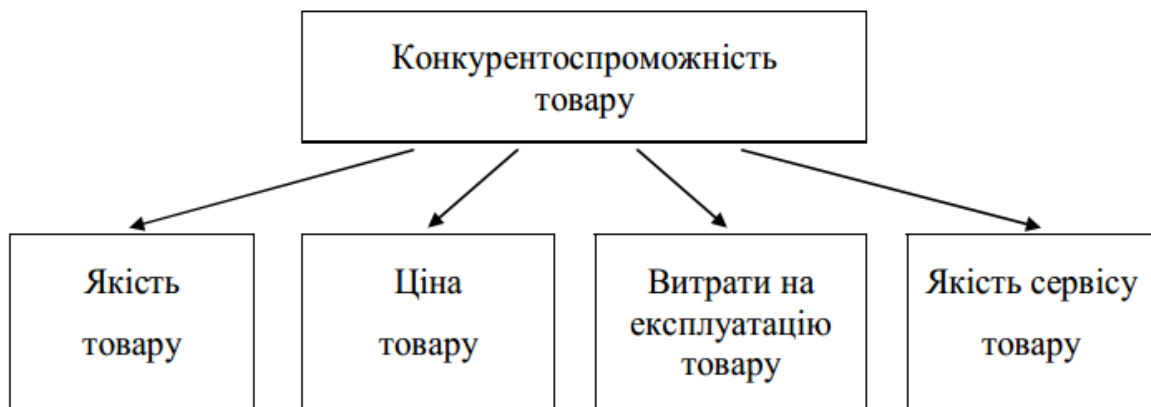 Конкурентоспроможність
товару
Якість
товару
Ціна
товару
Витрати на
експлуатацію
товару
Якість сервісу
товару